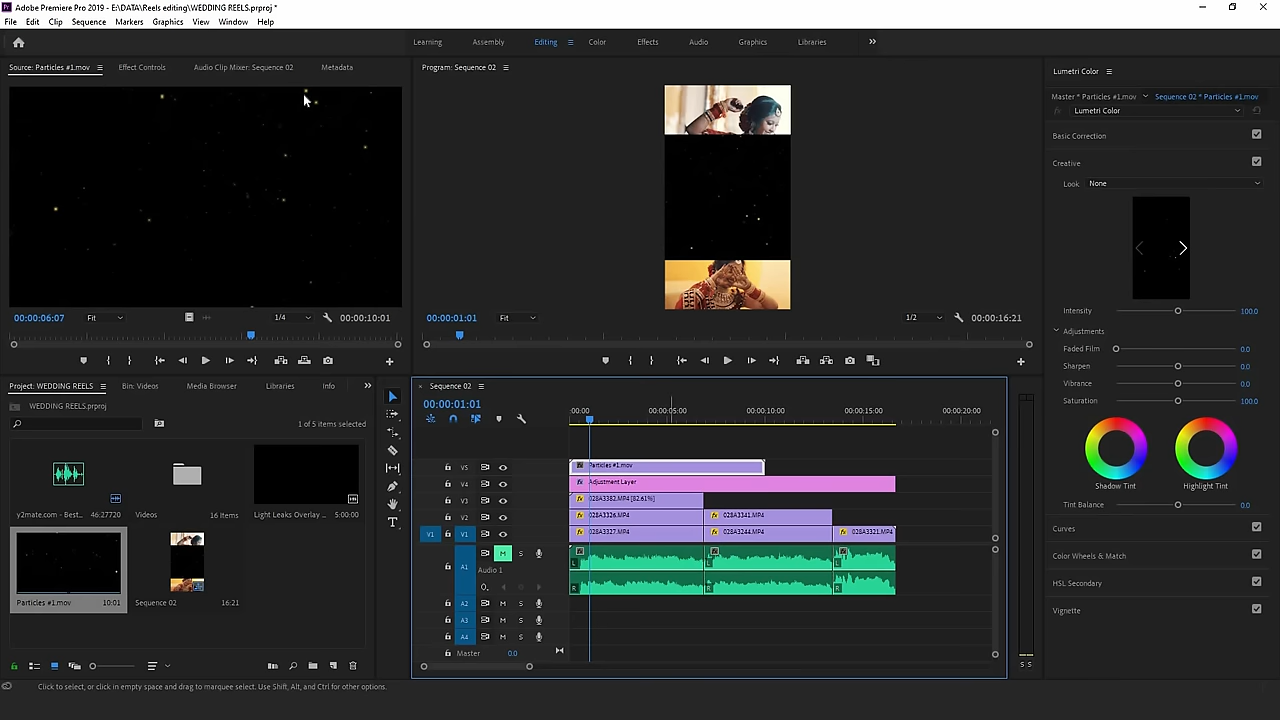 Adobe Premiere Pro 2019 - E:\DATA\Reels editing\WEDDING REELS.prproj *
File Edit Clip Sequence Markers Graphics View Window Help
Learning Assembly Editing Color Effects Audio Graphics Libraries
Source: Particles #1.mov Effect Controls Audio Clip Mixer: Sequence 02 Metadata
00:00:06:07 Fit 1/4 00:00:10:01
Program: Sequence 02
00:00:01:01 Fit 1/2 00:00:16:21
Lumetri Color
Master * Particles #1.mov Sequence 02 * Particles #1.mov
Lumetri Color
Basic Correction
Creative
Look None
Intensity 100.0
Adjustments
Faded Film 0.0
Sharpen 0.0
Vibrance 0.0
Saturation 100.0
Shadow Tint Highlight Tint
Tint Balance 0.0
Curves
Color Wheels & Match
HSL Secondary
Vignette
Project: WEDDING REELS Bin: Videos Media Browser Libraries Info
WEDDING REELS.prproj
1 of 5 items selected
y2mate.com - Best... 46:27720
Videos 16 Items
Light Leaks Overlay ... 5:00:00
Particles #1.mov 10:01
Sequence 02 16:21
Sequence 02
00:00:01:01
:00:00 00:00:05:00 00:00:10:00 00:00:15:00 00:00:20:00
V5 Particles #1.mov
V4 Adjustment Layer
V3 028A3382.MP4 [82.61%]
V2 028A3326.MP4 028A3341.MP4
V1 V1 028A3327.MP4 028A3244.MP4 028A3321.MP4
A1 M S
Audio 1
L L L
R R R
A2 M S
A3 M S
A4 M S
Master 0.0
S S
Click to select, or click in empty space and drag to marquee select. Use Shift, Alt, and Ctrl for other options.